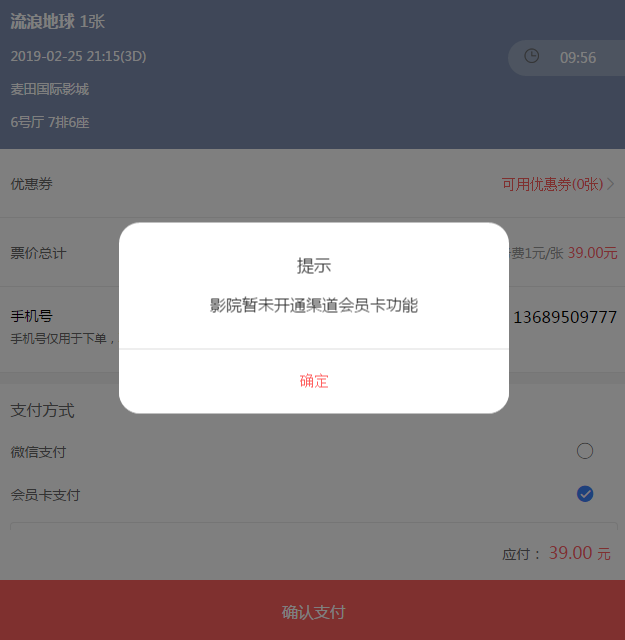 流浪地球 1张
2019-02-25 21:15(3D)
09:56
麦田国际影城
6号厅 7排6座
优惠券
可用优惠券(0张)
票价总计
费1元/张 39.00元
手机号
13689509777
手机号仅用于下单，
提示
影院暂未开通渠道会员卡功能
确定
支付方式
微信支付
会员卡支付
应付： 39.00 元
确认支付